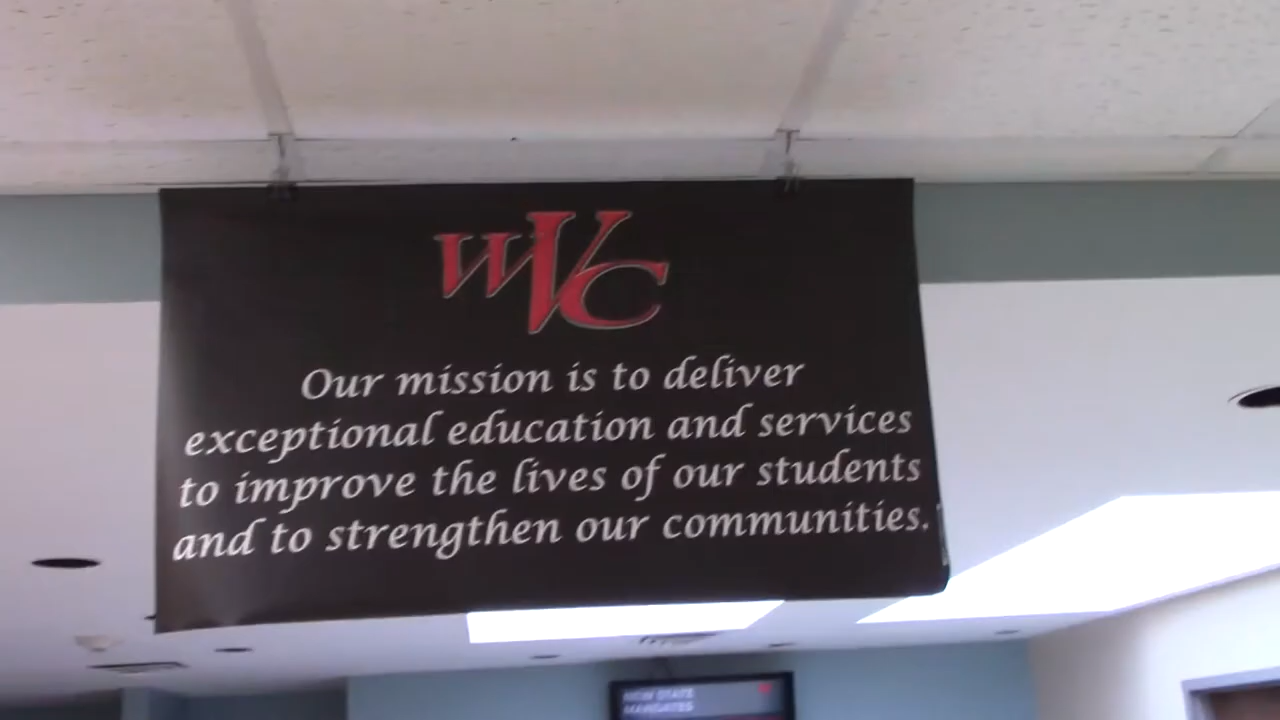 WVC
Our mission is to deliver
exceptional education and services
to improve the lives of our students
and to strengthen our communities.
MANDATES